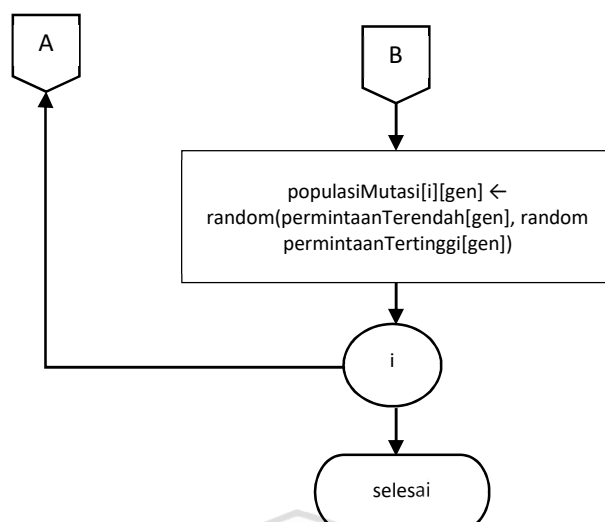 A
B
populasiMutasi[i][gen] ←
random(permintaanTerendah[gen], random
permintaanTertinggi[gen])
i
selesai